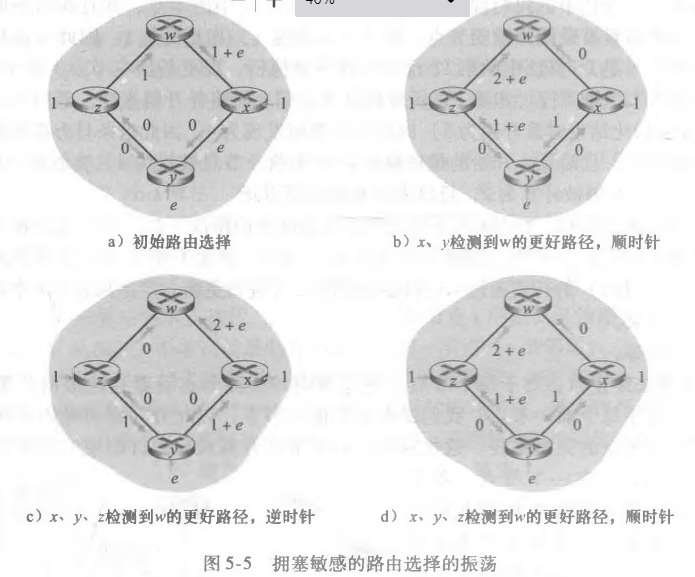 40%
w
1
1+e
1
z
x
1
0
0
0
e
y
e
a）初始路由选择
w
2+e
0
1
z
x
1
1+e
1
0
0
y
e
b）x、y检测到w的更好路径，顺时针
w
0
2+e
1
z
x
1
0
0
1
1+e
y
e
c）x、y、z检测到w的更好路径，逆时针
w
2+e
0
1
z
x
1
1+e
1
0
0
y
e
d）x、y、z检测到w的更好路径，顺时针
图 5-5 拥塞敏感的路由选择的振荡